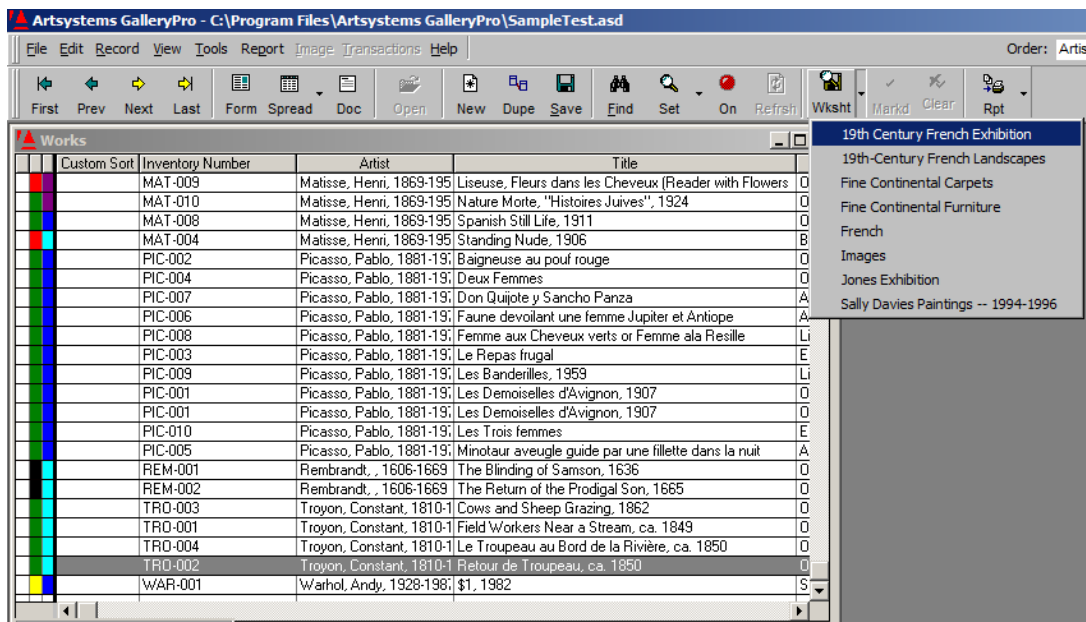 Artsystems GalleryPro - C:\Program Files\Artsystems GalleryPro\SampleTest.asd
File Edit Record View Tools Report Image Transactions Help Order: Artis
First Prev Next Last Form Spread Doc Open New Dupe Save Find Set On Refrsh Wksht Markd Clear Rpt
19th Century French Exhibition
19th-Century French Landscapes
Fine Continental Carpets
Fine Continental Furniture
French
Images
Jones Exhibition
Sally Davies Paintings -- 1994-1996
Works
Custom Sort Inventory Number Artist Title
MAT-009 Matisse, Henri, 1869-195 Liseuse, Fleurs dans les Cheveux (Reader with Flowers O
MAT-010 Matisse, Henri, 1869-195 Nature Morte, "Histoires Juives", 1924 O
MAT-008 Matisse, Henri, 1869-195 Spanish Still Life, 1911 O
MAT-004 Matisse, Henri, 1869-195 Standing Nude, 1906 B
PIC-002 Picasso, Pablo, 1881-19 Baigneuse au pouf rouge O
PIC-004 Picasso, Pablo, 1881-19 Deux Femmes O
PIC-007 Picasso, Pablo, 1881-19 Don Quijote y Sancho Panza A
PIC-006 Picasso, Pablo, 1881-19 Faune devoilant une femme Jupiter et Antiope A
PIC-008 Picasso, Pablo, 1881-19 Femme aux Cheveux verts or Femme ala Resille Li
PIC-003 Picasso, Pablo, 1881-19 Le Repas frugal E
PIC-009 Picasso, Pablo, 1881-19 Les Banderilles, 1959 Li
PIC-001 Picasso, Pablo, 1881-19 Les Demoiselles d'Avignon, 1907 O
PIC-001 Picasso, Pablo, 1881-19 Les Demoiselles d'Avignon, 1907 O
PIC-010 Picasso, Pablo, 1881-19 Les Trois femmes E
PIC-005 Picasso, Pablo, 1881-19 Minotaur aveugle guide par une fillette dans la nuit A
REM-001 Rembrandt, , 1606-1669 The Blinding of Samson, 1636 O
REM-002 Rembrandt, , 1606-1669 The Return of the Prodigal Son, 1665 O
TRO-003 Troyon, Constant, 1810-1 Cows and Sheep Grazing, 1862 O
TRO-001 Troyon, Constant, 1810-1 Field Workers Near a Stream, ca. 1849 O
TRO-004 Troyon, Constant, 1810-1 Le Troupeau au Bord de la Rivière, ca. 1850 O
TRO-002 Troyon, Constant, 1810-1 Retour de Troupeau, ca. 1850 O
WAR-001 Warhol, Andy, 1928-198 $1, 1982 S